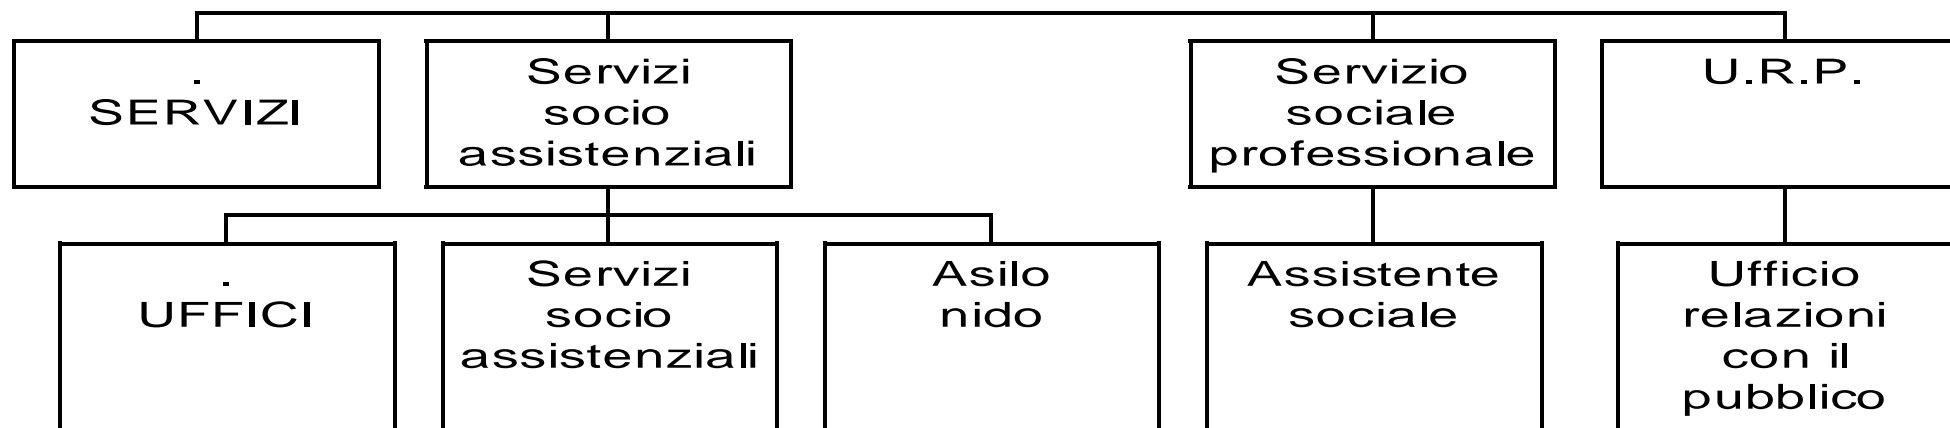 .
SERVIZI
Servizi
socio
assistenziali
Servizio
sociale
professionale
U.R.P.
.
UFFICI
Servizi
socio
assistenziali
Asilo
nido
Assistente
sociale
Ufficio
relazioni
con il
pubblico